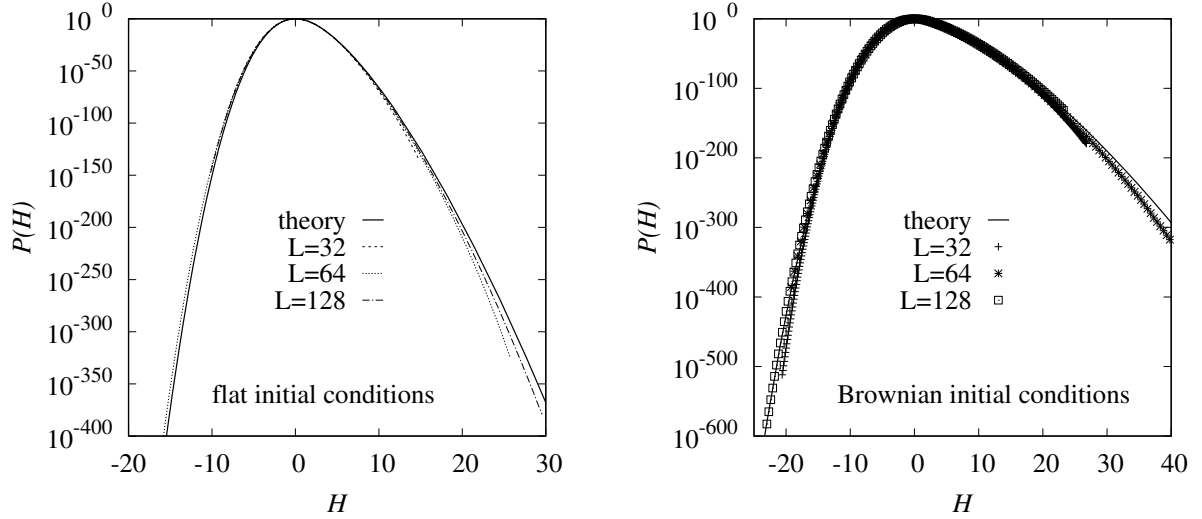 P(H)
10^0
10^-50
10^-100
10^-150
10^-200
10^-250
10^-300
10^-350
10^-400
-20 -10 0 10 20 30
H
theory
L=32
L=64
L=128
flat initial conditions
P(H)
10^0
10^-100
10^-200
10^-300
10^-400
10^-500
10^-600
-20 -10 0 10 20 30 40
H
theory
L=32
L=64
L=128
Brownian initial conditions